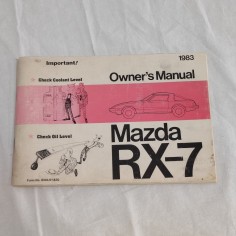 Important!
1983
Check Coolant Level
Owner's Manual
Check Oil Level
Mazda
RX-7